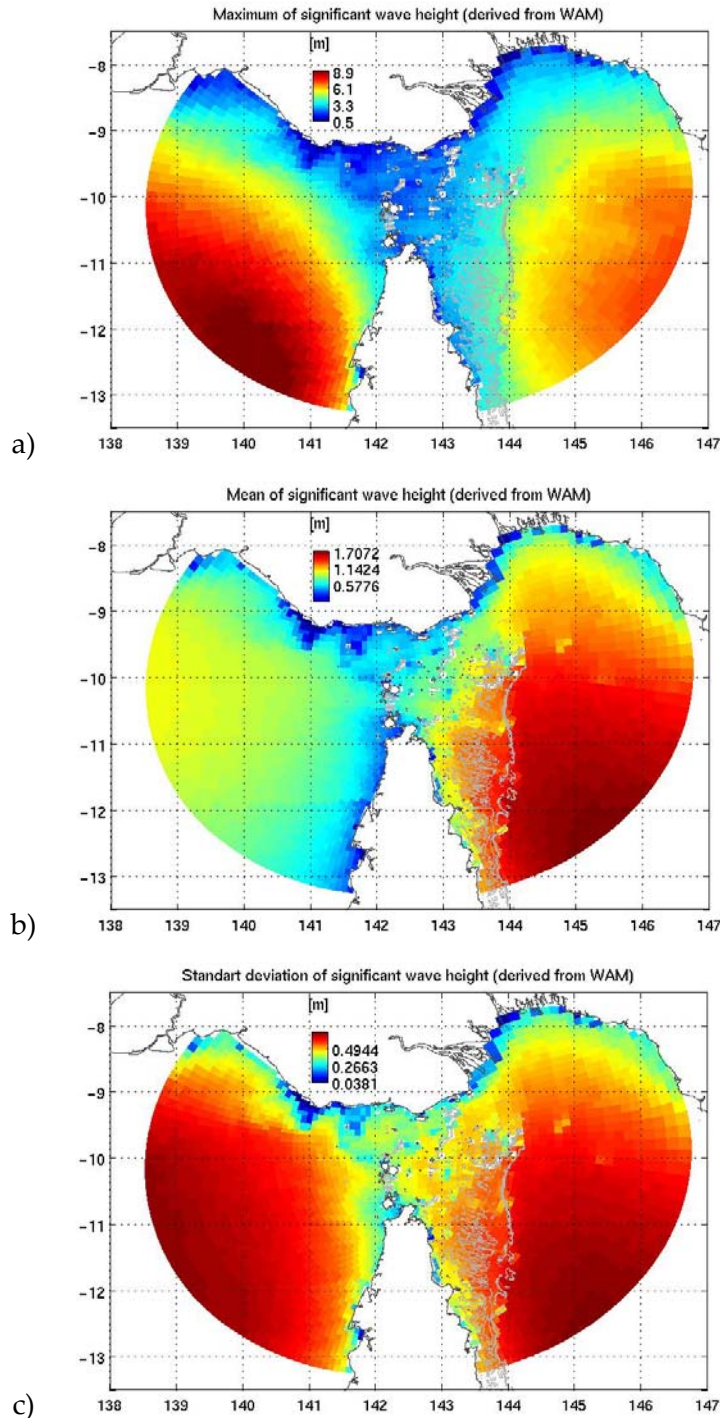 Maximum of significant wave height (derived from WAM)
[m]
8.9
6.1
3.3
0.5
-8
-9
-10
-11
-12
-13
138 139 140 141 142 143 144 145 146 147
a)
Mean of significant wave height (derived from WAM)
[m]
1.7072
1.1424
0.5776
-8
-9
-10
-11
-12
-13
138 139 140 141 142 143 144 145 146 147
b)
Standart deviation of significant wave height (derived from WAM)
[m]
0.4944
0.2663
0.0381
-8
-9
-10
-11
-12
-13
138 139 140 141 142 143 144 145 146 147
c)